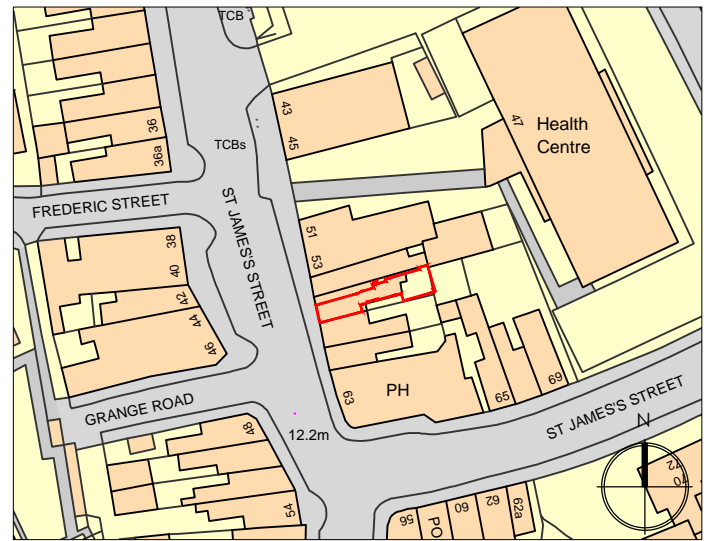 TCB
43
45
47
Health
Centre
TCBs
36
36a
FREDERIC STREET
ST JAMES'S STREET
51
53
38
40
42
44
46
63
PH
65
69
GRANGE ROAD
48
12.2m
ST JAMES'S STREET
N
54
56
PO
60
62
62a
72
70